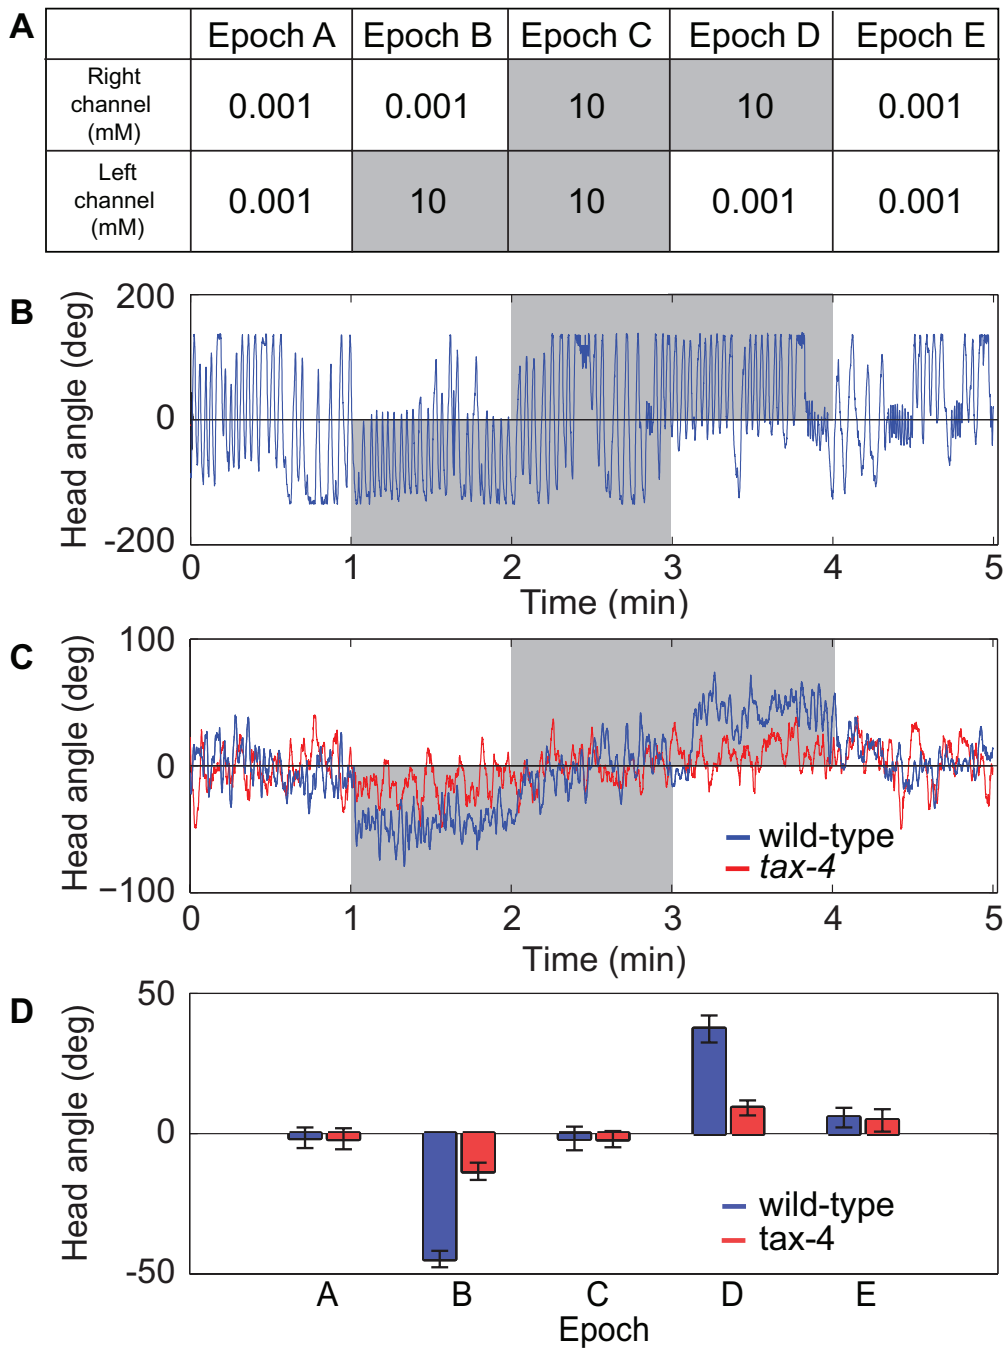 A
Epoch A Epoch B Epoch C Epoch D Epoch E
Right channel (mM) 0.001 0.001 10 10 0.001
Left channel (mM) 0.001 10 10 0.001 0.001
B
Head angle (deg)
200
0
-200
0 1 2 3 4 5
Time (min)
C
Head angle (deg)
100
0
−100
wild-type
tax-4
0 1 2 3 4 5
Time (min)
D
Head angle (deg)
50
0
-50
wild-type
tax-4
A B C D E
Epoch